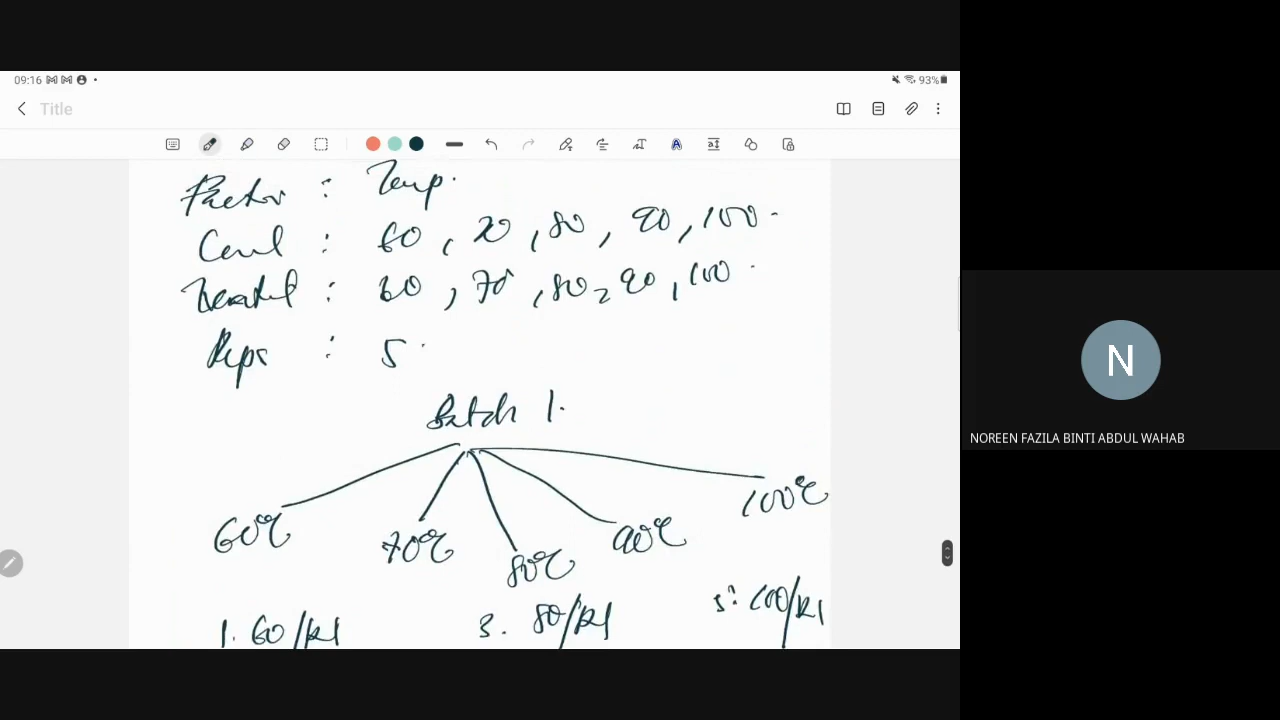 09:16 93%
Title
Factor : Temp.
Level : 60, 70, 80, 90, 100.
Treatment : 60, 70, 80, 90, 100.
Reps : 5.
Batch 1.
60°C 70°C 80°C 90°C 100°C
1. 60/R1 3. 80/R1 5. 100/R1
N
NOREEN FAZILA BINTI ABDUL WAHAB